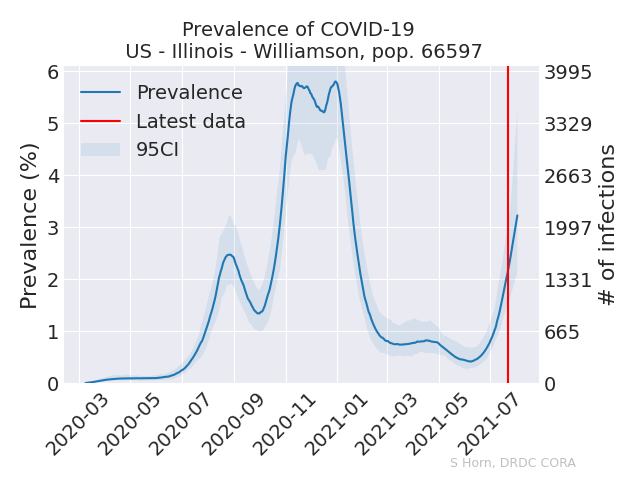 Prevalence of COVID-19
US - Illinois - Williamson, pop. 66597
Prevalence
Latest data
95CI
Prevalence (%)
6
5
4
3
2
1
0
3995
3329
2663
1997
1331
665
0
# of infections
2020-03
2020-05
2020-07
2020-09
2020-11
2021-01
2021-03
2021-05
2021-07
S Horn, DRDC CORA